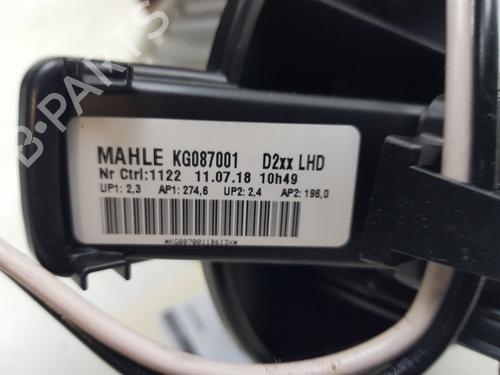 MAHLE KG087001 D2xx LHD
Nr Ctrl:1122 11.07.18 10h49
UP1: 2,3 AP1: 274,6 UP2: 2,4 AP2: 196,0
B-PARTS